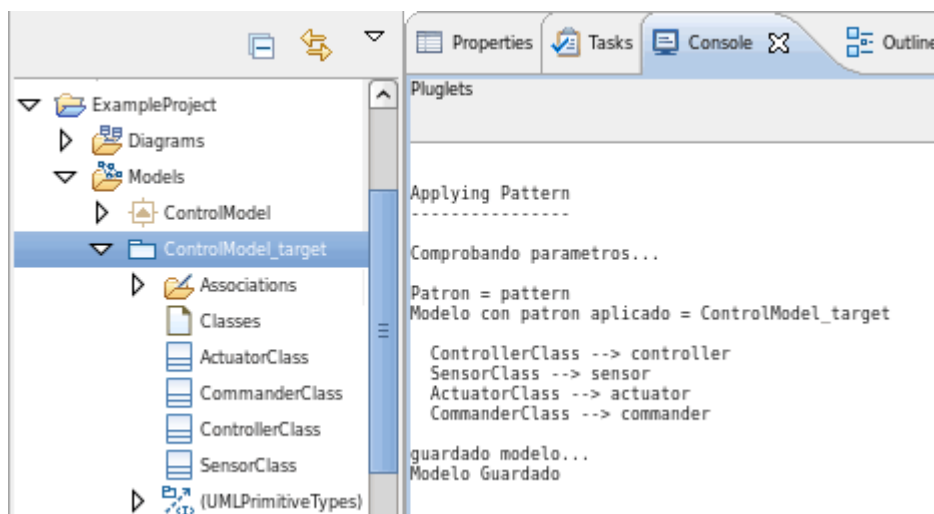 Properties
Tasks
Console
Outline
Pluglets
ExampleProject
Diagrams
Models
ControlModel
ControlModel_target
Associations
Classes
ActuatorClass
CommanderClass
ControllerClass
SensorClass
(UMLPrimitiveTypes)
Applying Pattern
----------------
Comprobando parametros...
Patron = pattern
Modelo con patron aplicado = ControlModel_target
ControllerClass --> controller
SensorClass --> sensor
ActuatorClass --> actuator
CommanderClass --> commander
guardado modelo...
Modelo Guardado